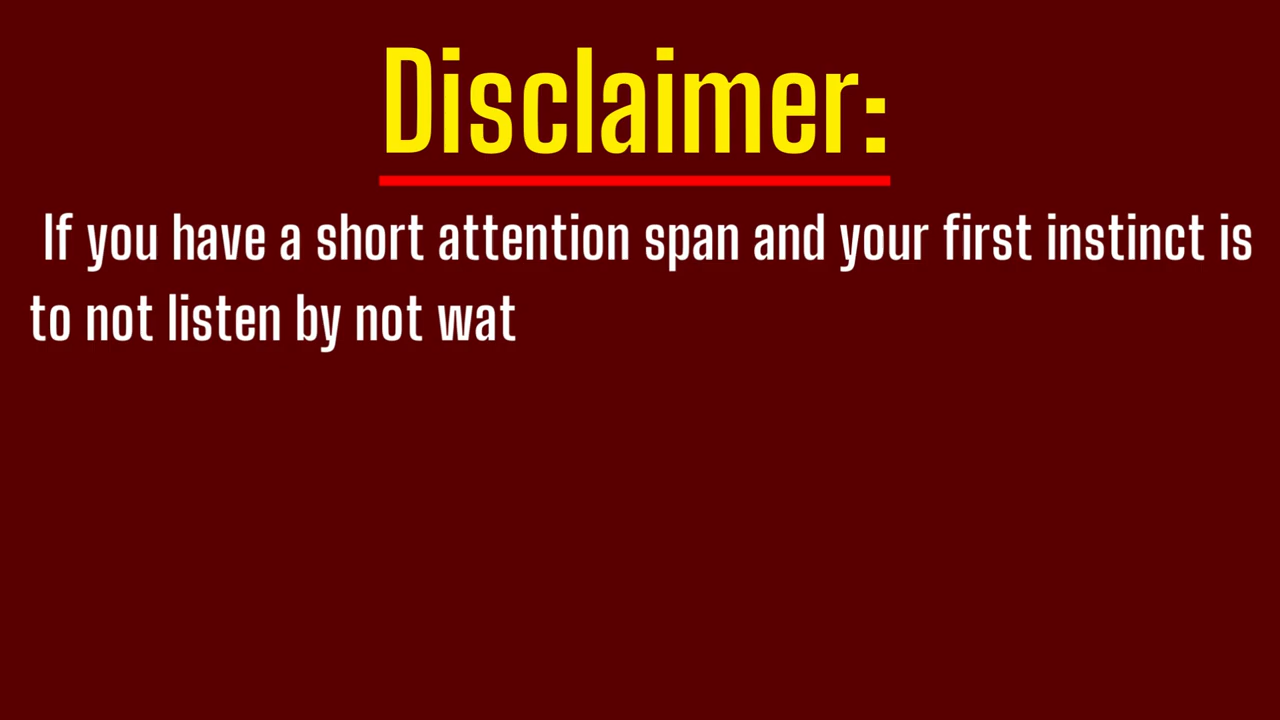 Disclaimer:
If you have a short attention span and your first instinct is
to not listen by not wat